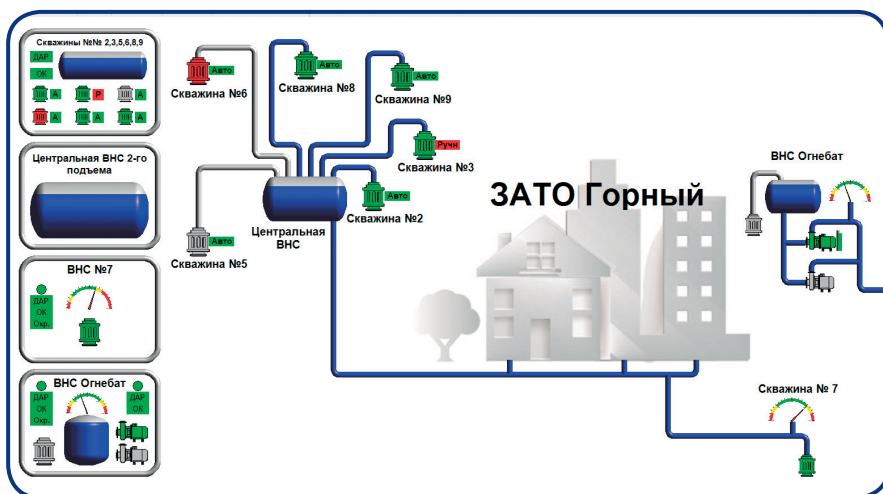 Скважины №№ 2,3,5,6,8,9
ДАР
ОК
А
Р
А
А
А
А
Центральная ВНС 2-го
подъема
ВНС №7
ДАР
ОК
Охр.
ВНС Огнебат
ДАР
ОК
Охр.
ДАР
ОК
Авто
Скважина №6
Авто
Скважина №8
Авто
Скважина №9
Ручн
Скважина №3
Авто
Скважина №2
Центральная
ВНС
Авто
Скважина №5
ЗАТО Горный
ВНС Огнебат
Скважина № 7